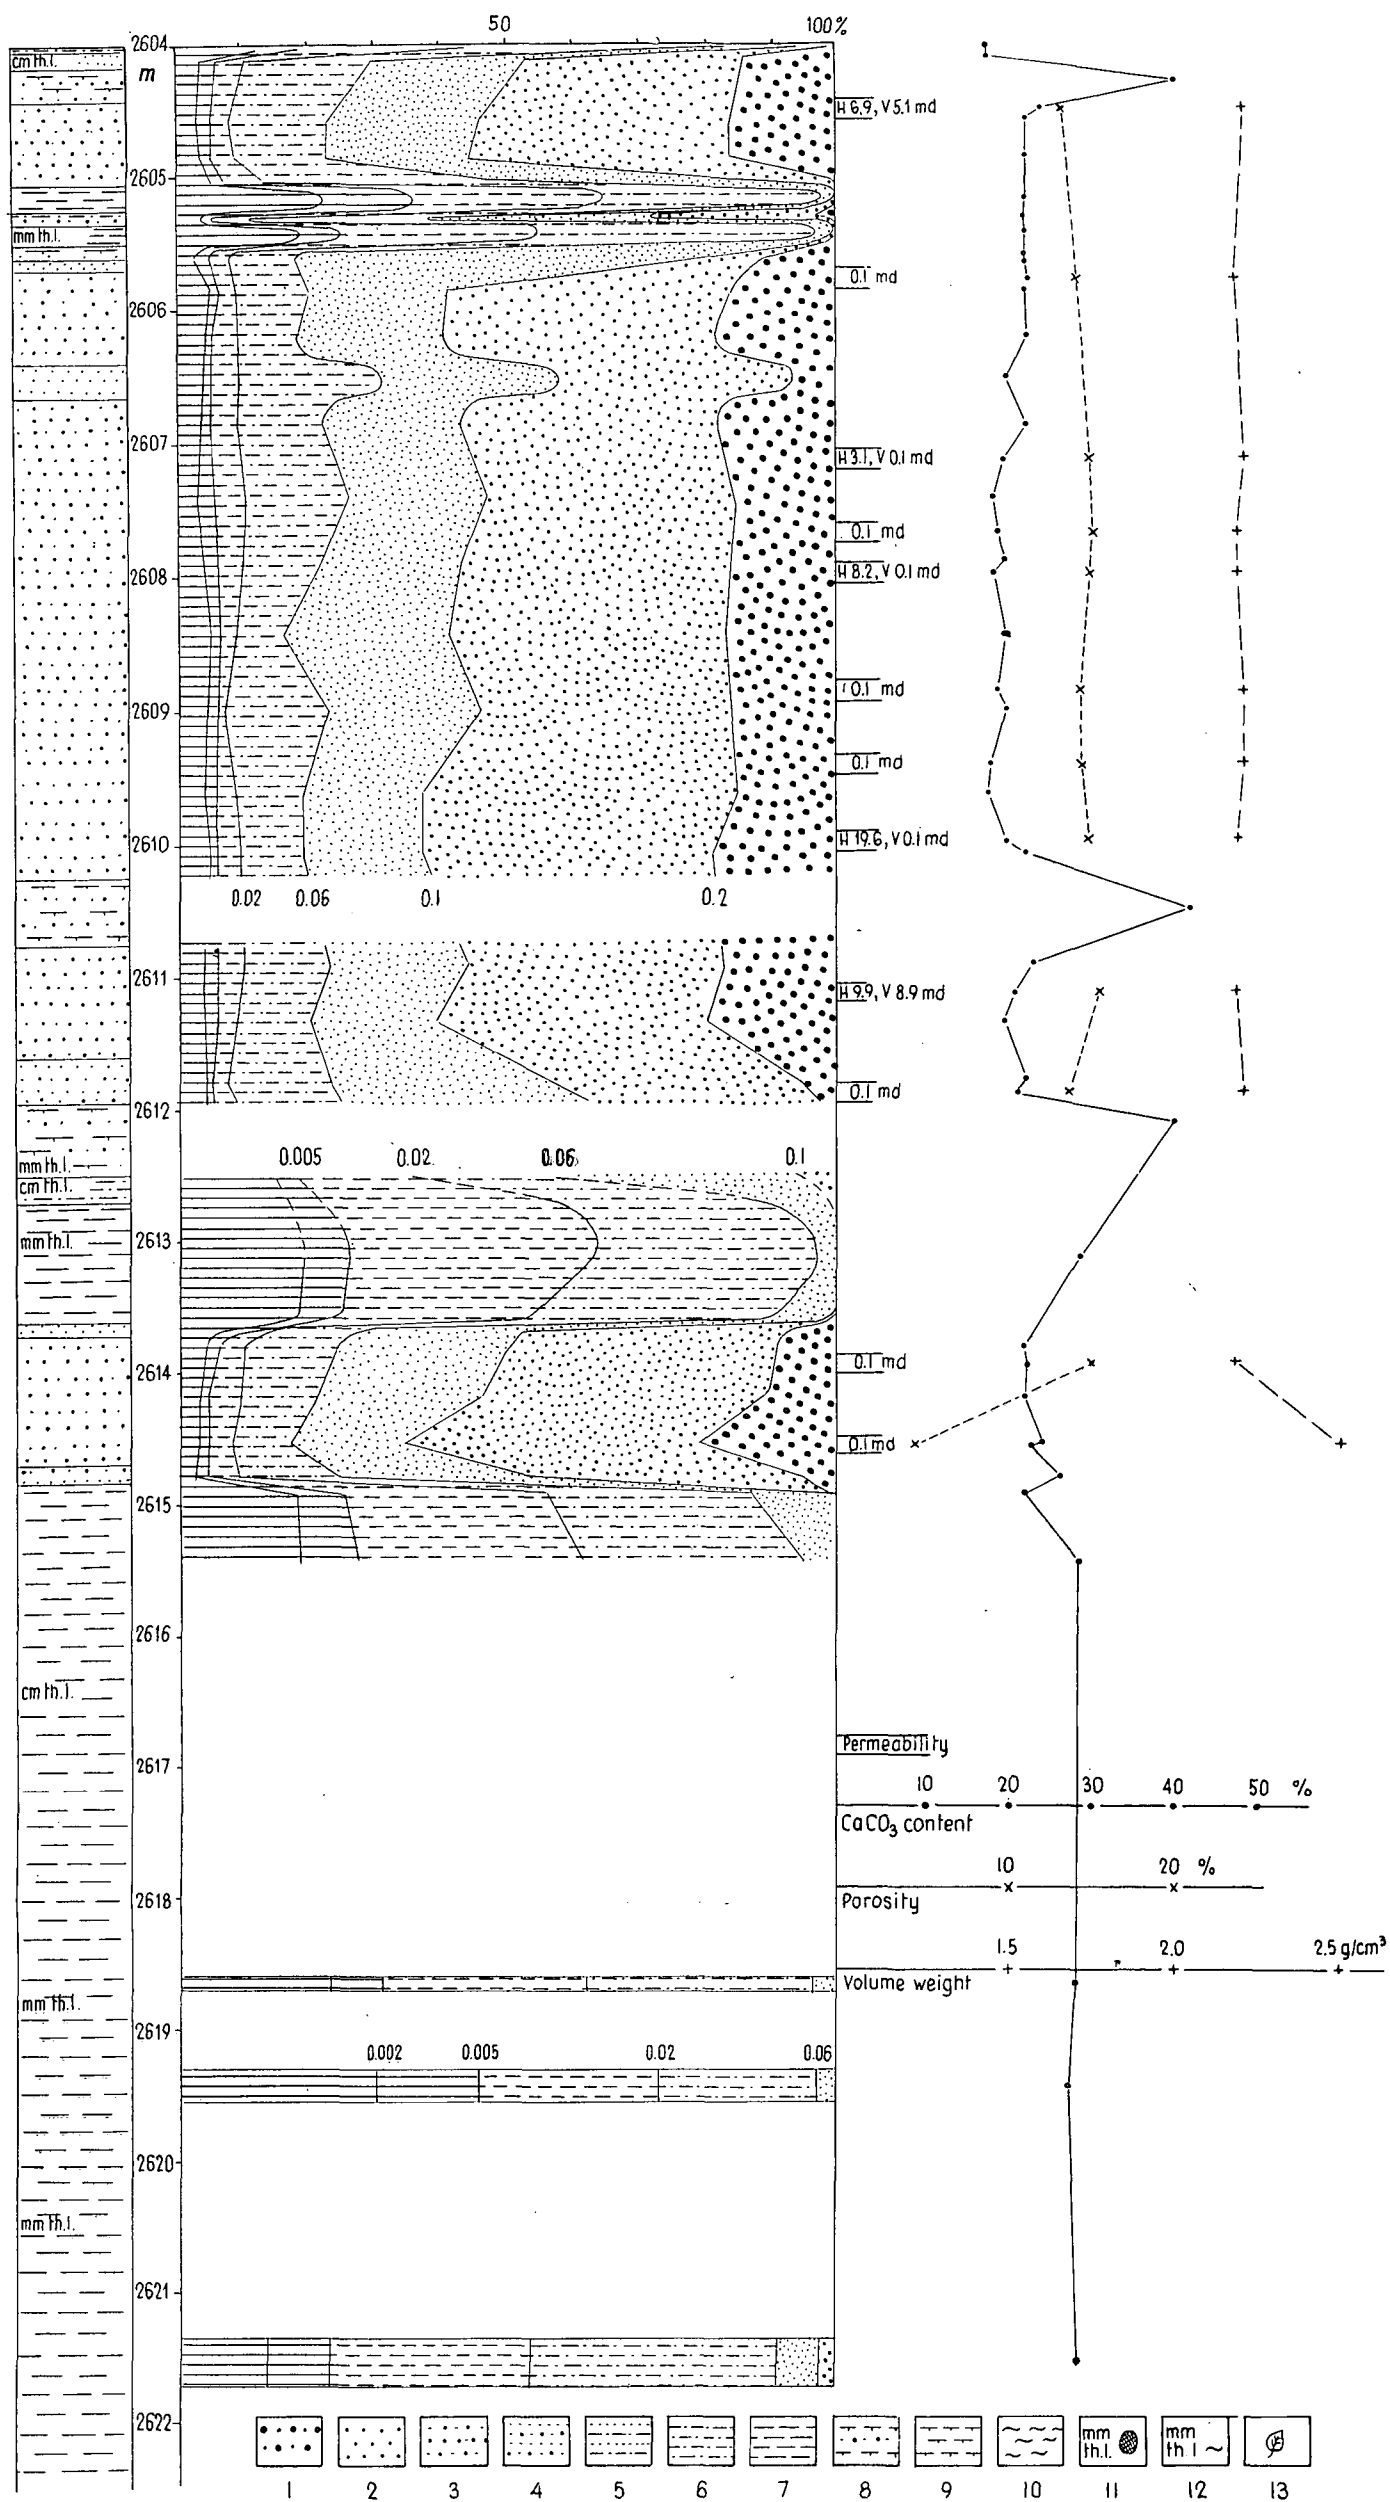 50 100%
2604
m
cm th.l.
H 6,9, V 5.1 md
2605
mm th.l.
0.1 md
2606
2607
H 3.1, V 0.1 md
0.1 md
2608
H 8.2, V 0.1 md
0.1 md
2609
0.1 md
2610
H 19.6, V 0.1 md
0.02 0.06 0.1 0.2
2611
H 9.9, V 8.9 md
0.1 md
2612
mm th.l.
0.005 0.02 0.06 0.1
cm th.l.
mm th.l.
2613
2614
0.1 md
0.1 md
2615
2616
cm th.l.
Permeability
2617
10 20 30 40 50 %
CaCO3 content
10 20 %
2618
Porosity
1.5 2.0 2.5 g/cm³
Volume weight
mm th.l.
2619
0.002 0.005 0.02 0.06
2620
mm th.l.
2621
2622
mm
th.l.
mm
th.l
1 2 3 4 5 6 7 8 9 10 11 12 13